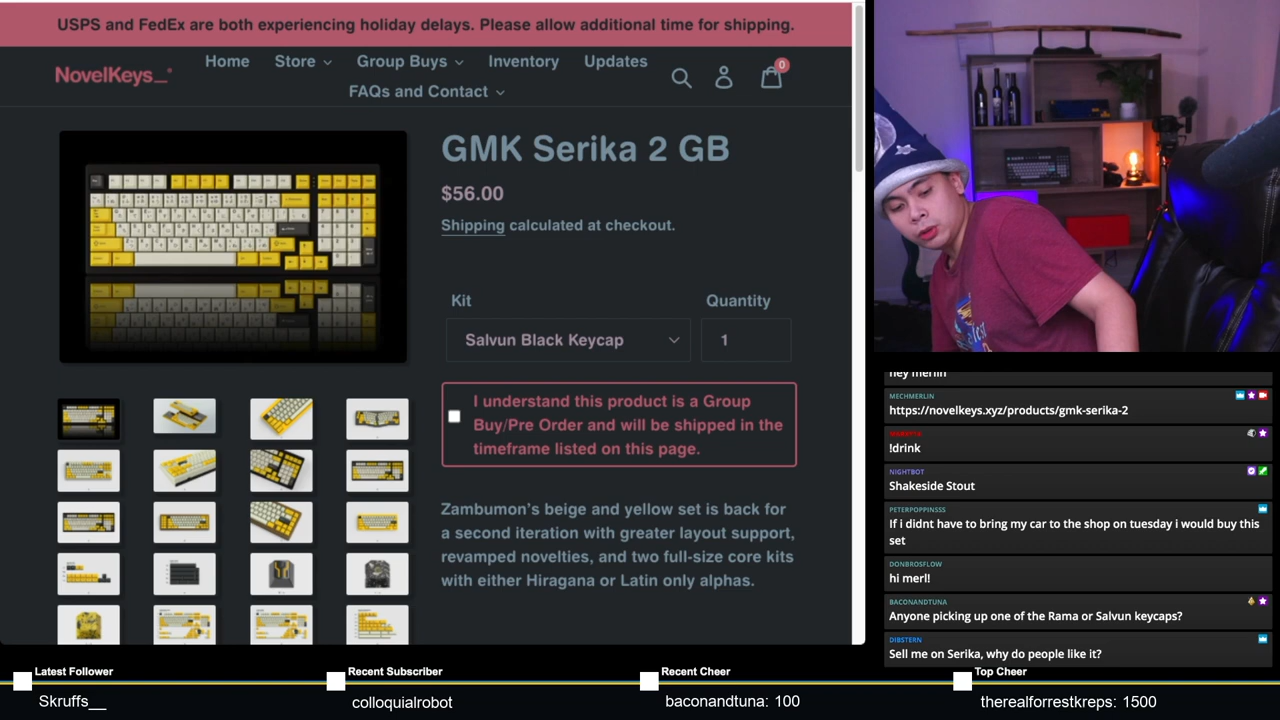 USPS and FedEx are both experiencing holiday delays. Please allow additional time for shipping.
NovelKeys_®
Home
Store
Group Buys
Inventory
Updates
FAQs and Contact
0
GMK Serika 2 GB
$56.00
Shipping calculated at checkout.
Kit
Quantity
Salvun Black Keycap
1
I understand this product is a Group
Buy/Pre Order and will be shipped in the
timeframe listed on this page.
Zambumon's beige and yellow set is back for
a second iteration with greater layout support,
revamped novelties, and two full-size core kits
with either Hiragana or Latin only alphas.
hey merlin
MECHMERLIN
https://novelkeys.xyz/products/gmk-serika-2
!drink
NIGHTBOT
Shakeside Stout
PETERPOPPINSSS
If i didnt have to bring my car to the shop on tuesday i would buy this
set
DONBROSFLOW
hi merl!
BACONANDTUNA
Anyone picking up one of the Rama or Salvun keycaps?
DIBSTERN
Sell me on Serika, why do people like it?
Latest Follower
Skruffs__
Recent Subscriber
colloquialrobot
Recent Cheer
baconandtuna: 100
Top Cheer
therealforrestkreps: 1500